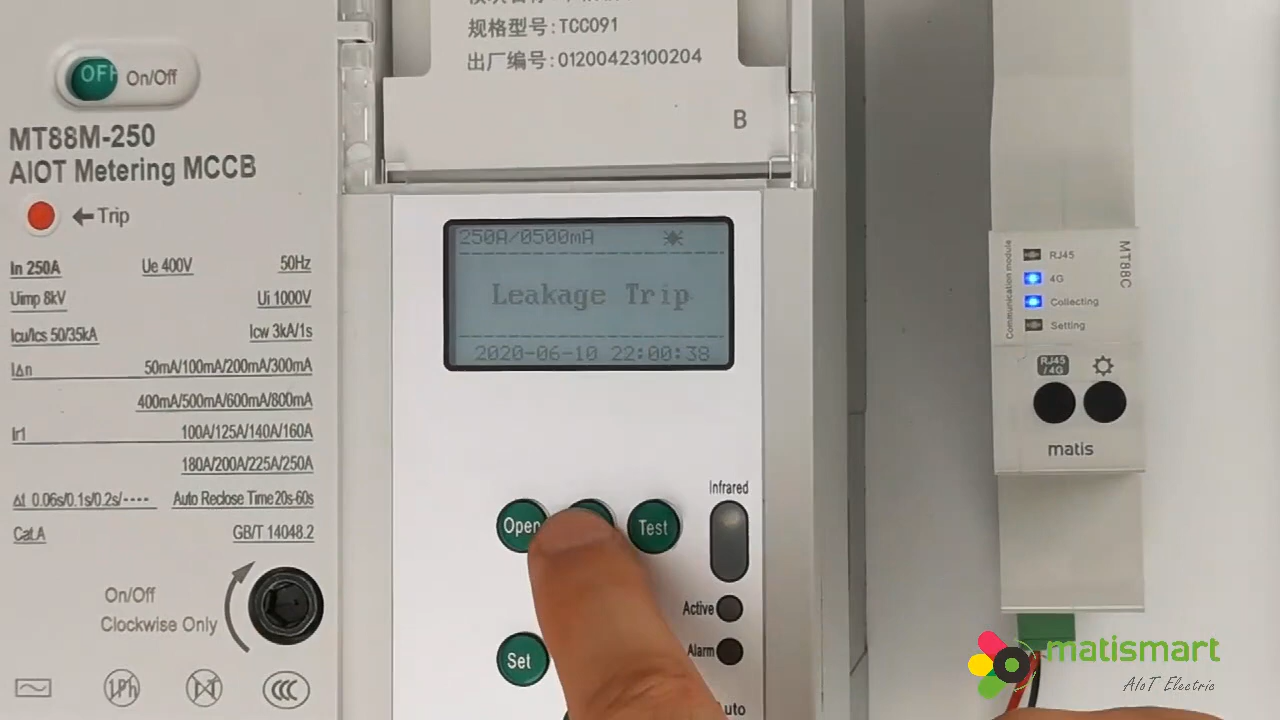 规格型号:TCC091
出厂编号:01200423100204
B
OFF On/Off
MT88M-250
AIOT Metering MCCB
Trip
In 250A Ue 400V 50Hz
Uimp 8kV Ui 1000V
Icu/Ics 50/35kA Icw 3kA/1s
IΔn 50mA/100mA/200mA/300mA
400mA/500mA/600mA/800mA
Ir1 100A/125A/140A/160A
180A/200A/225A/250A
Δt 0.06s/0.1s/0.2s/---- Auto Reclose Time20s-60s
Cat.A GB/T 14048.2
On/Off
Clockwise Only
1Ph
CCC
250A/0500mA
Leakage Trip
2020-06-10 22:00:38
Open
Test
Set
Infrared
Active
Alarm
Auto
Communication module
RJ45
4G
Collecting
Setting
MT88C
RJ45
/4G
matis
matismart
AIoT Electric